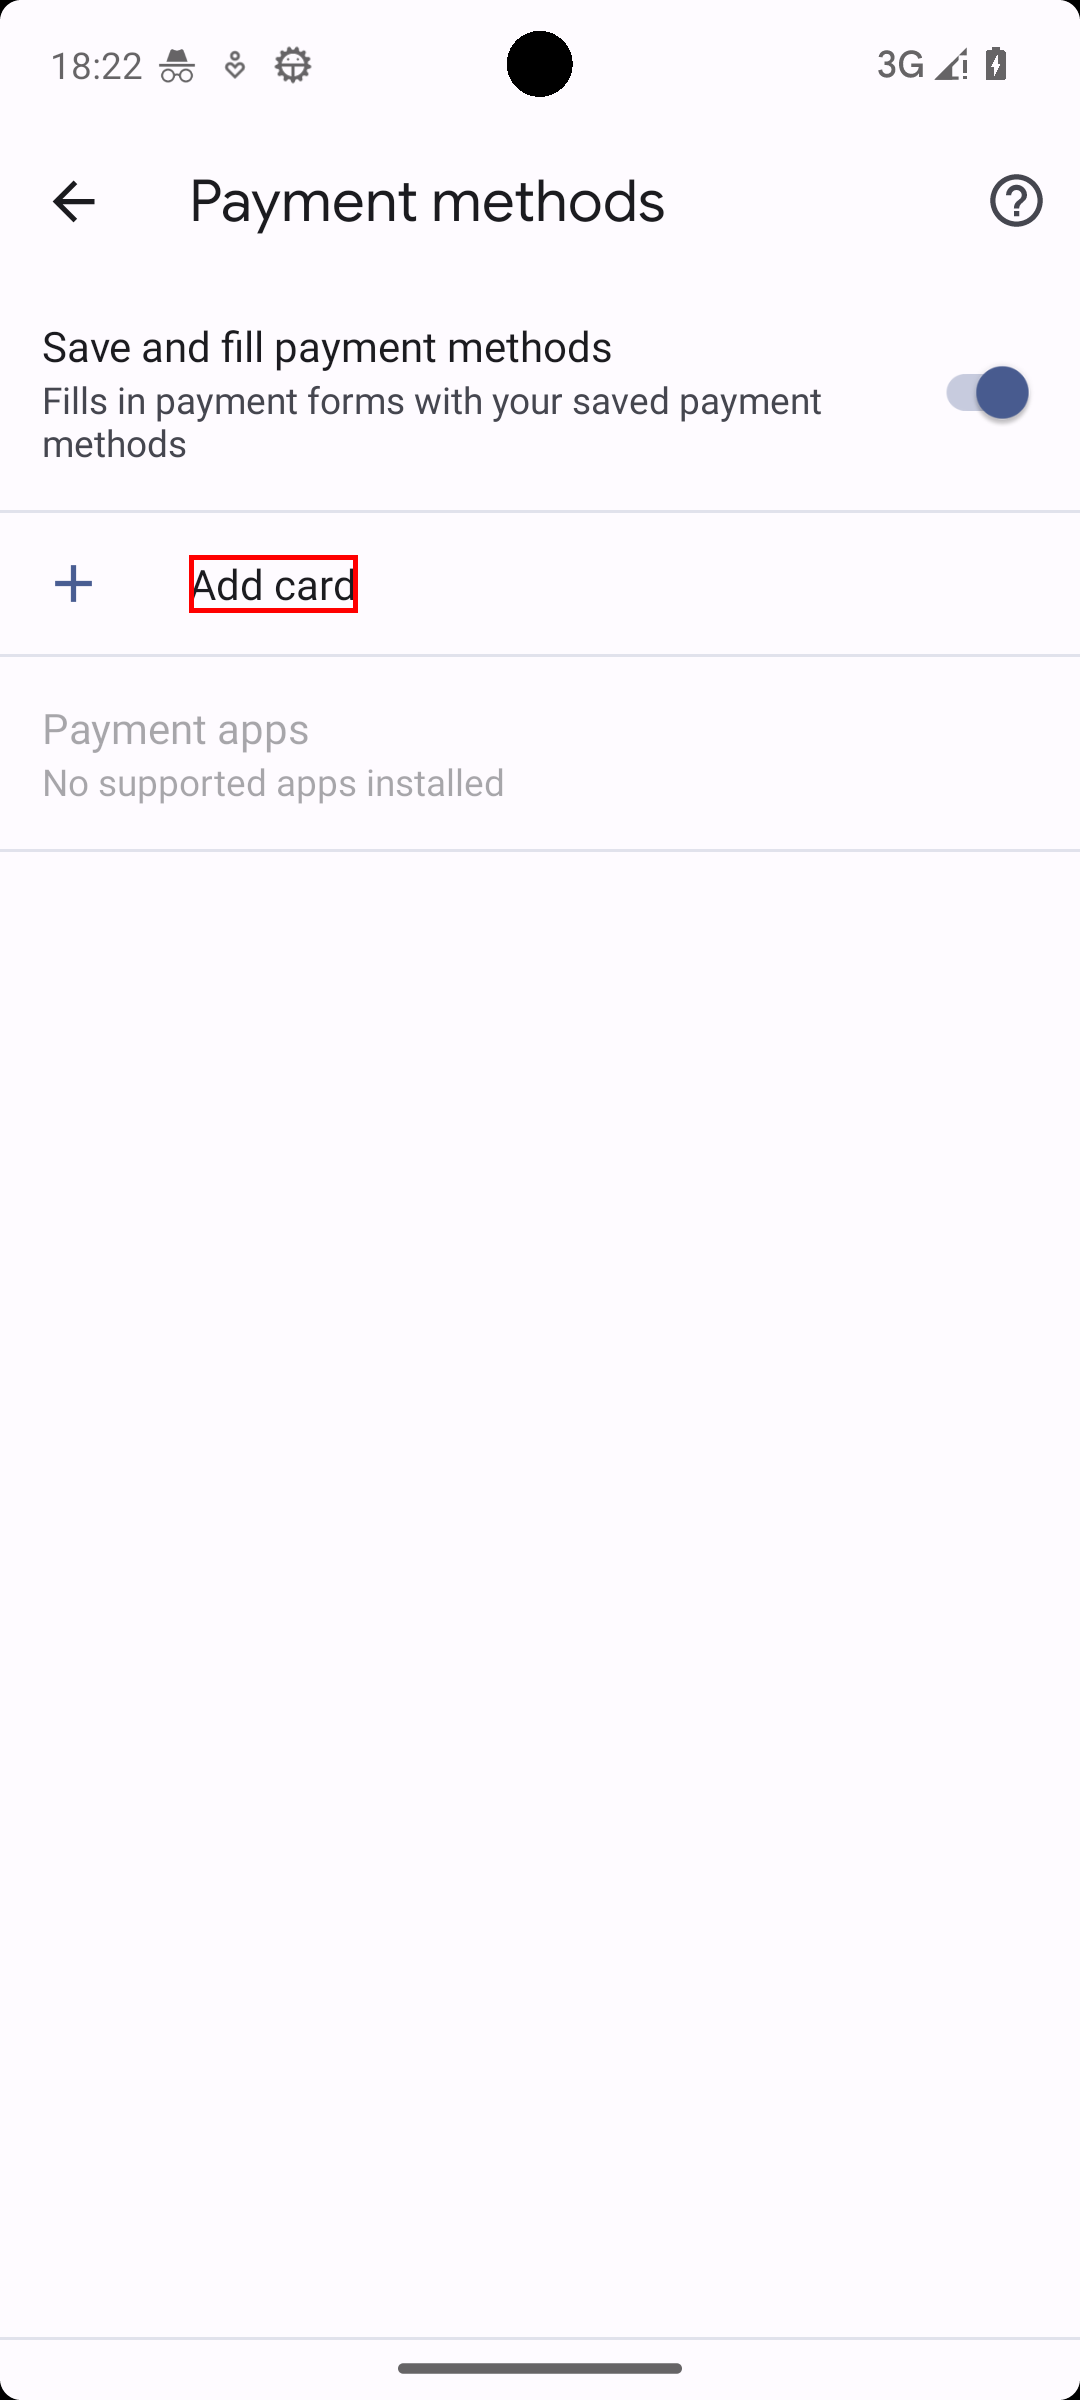 18:22
3G
Payment methods
Save and fill payment methods
Fills in payment forms with your saved payment
methods
Add card
Payment apps
No supported apps installed